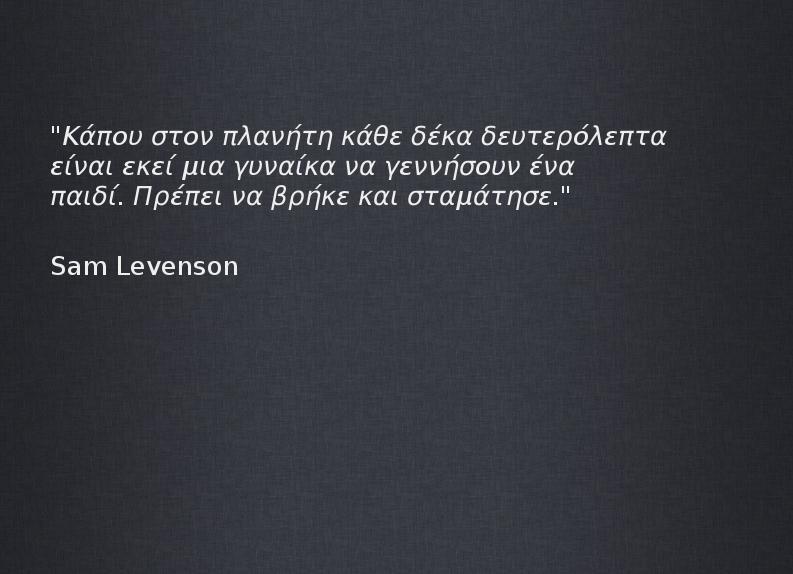 "Κάπου στον πλανήτη κάθε δέκα δευτερόλεπτα
είναι εκεί μια γυναίκα να γεννήσουν ένα
παιδί. Πρέπει να βρήκε και σταμάτησε."
Sam Levenson